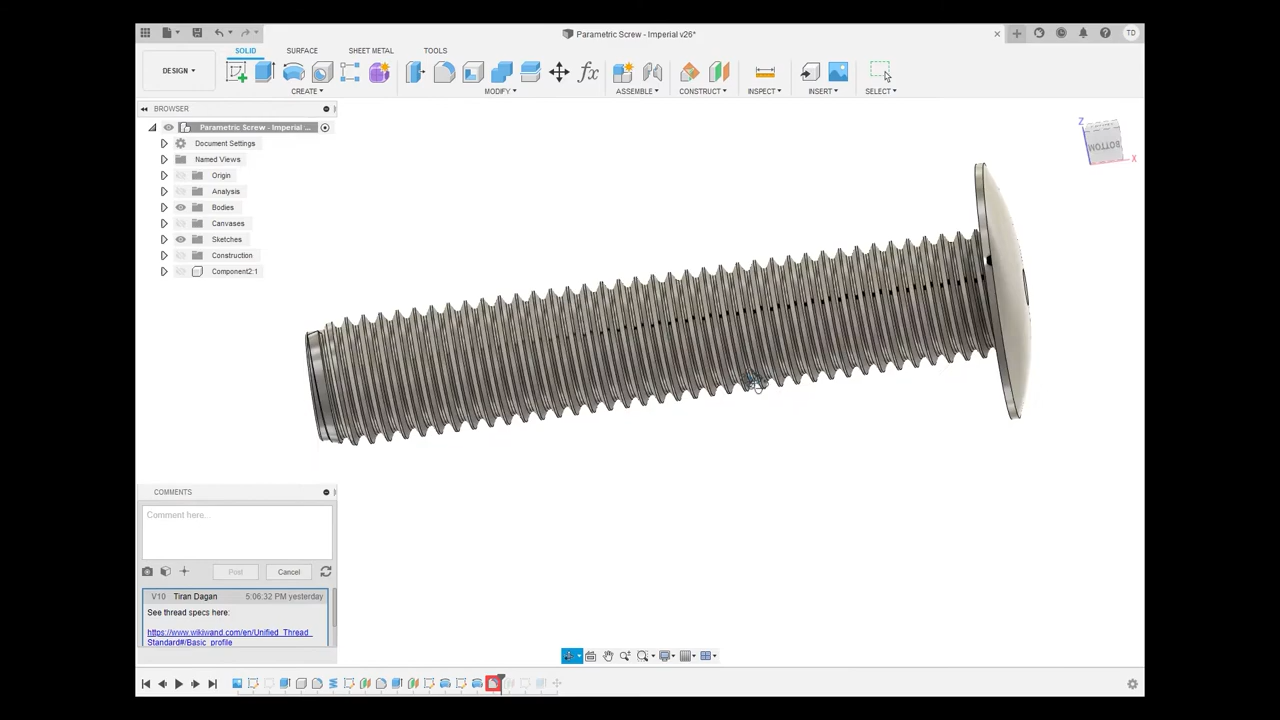 Parametric Screw - Imperial v26*
TD
DESIGN
SOLID
SURFACE
SHEET METAL
TOOLS
CREATE
MODIFY
ASSEMBLE
CONSTRUCT
INSPECT
INSERT
SELECT
BROWSER
Parametric Screw - Imperial ...
Document Settings
Named Views
Origin
Analysis
Bodies
Canvases
Sketches
Construction
Component2:1
Z
BOTTOM
X
COMMENTS
Comment here...
Post
Cancel
V10 Tiran Dagan 5:06:32 PM yesterday
See thread specs here:
https://www.wikiwand.com/en/Unified_Thread_
Standard#/Basic_profile